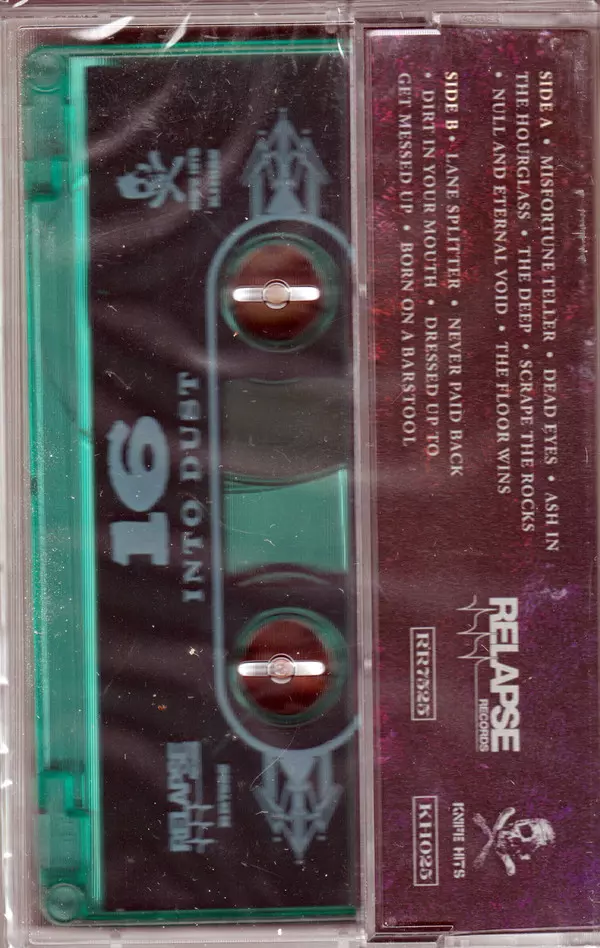 SIDE A • MISFORTUNE TELLER • DEAD EYES • ASH IN
THE HOURGLASS • THE DEEP • SCRAPE THE ROCKS
• NULL AND ETERNAL VOID • THE FLOOR WINS
SIDE B • LANE SPLITTER • NEVER PAID BACK
• DIRT IN YOUR MOUTH • DRESSED UP TO
GET MESSED UP • BORN ON A BARSTOOL
RELAPSE
RECORDS
RR7525
KNIFE HITS
KH025
16
INTO DUST